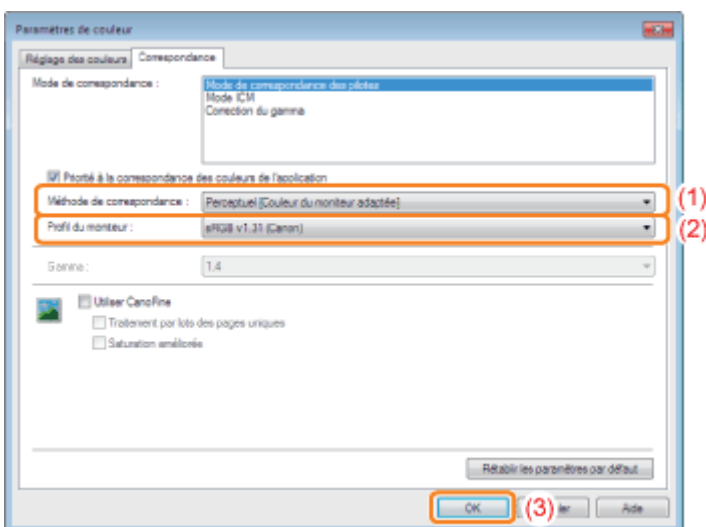 Paramètres de couleur
Réglage des couleurs Correspondance
Mode de correspondance :
Mode de correspondance des pilotes
Mode ICM
Correction du gamma
Priorité à la correspondance des couleurs de l'application
Méthode de correspondance : Perceptuel [Couleur du moniteur adaptée] (1)
Profil du moniteur : sRGB v1.31 (Canon) (2)
Gamma : 1.4
Utiliser CanoFine
Traitement par lots des pages uniques
Saturation améliorée
Rétablir les paramètres par défaut
OK (3) ler Aide